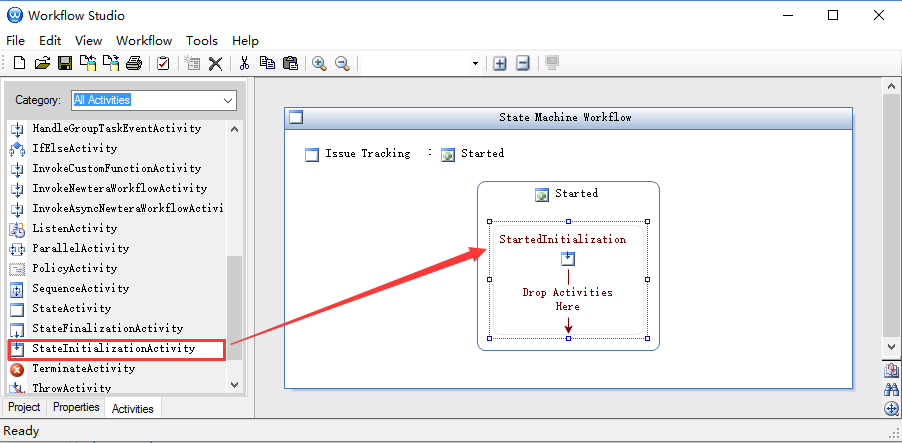 Workflow Studio
File Edit View Workflow Tools Help
Category: All Activities
HandleGroupTaskEventActivity
IfElseActivity
InvokeCustomFunctionActivity
InvokeNewteraWorkflowActivity
InvokeAsyncNewteraWorkflowActivi
ListenActivity
ParallelActivity
PolicyActivity
SequenceActivity
StateActivity
StateFinalizationActivity
StateInitializationActivity
TerminateActivity
ThrowActivity
Project Properties Activities
State Machine Workflow
Issue Tracking : Started
Started
StartedInitialization
Drop Activities
Here
Ready